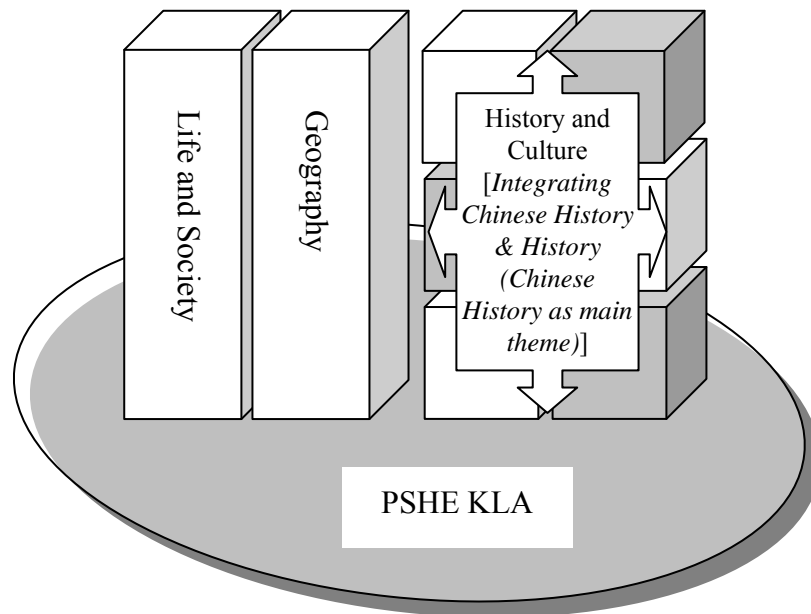 Life and Society
Geography
History and
Culture
[Integrating
Chinese History
& History
(Chinese
History as main
theme)]
PSHE KLA